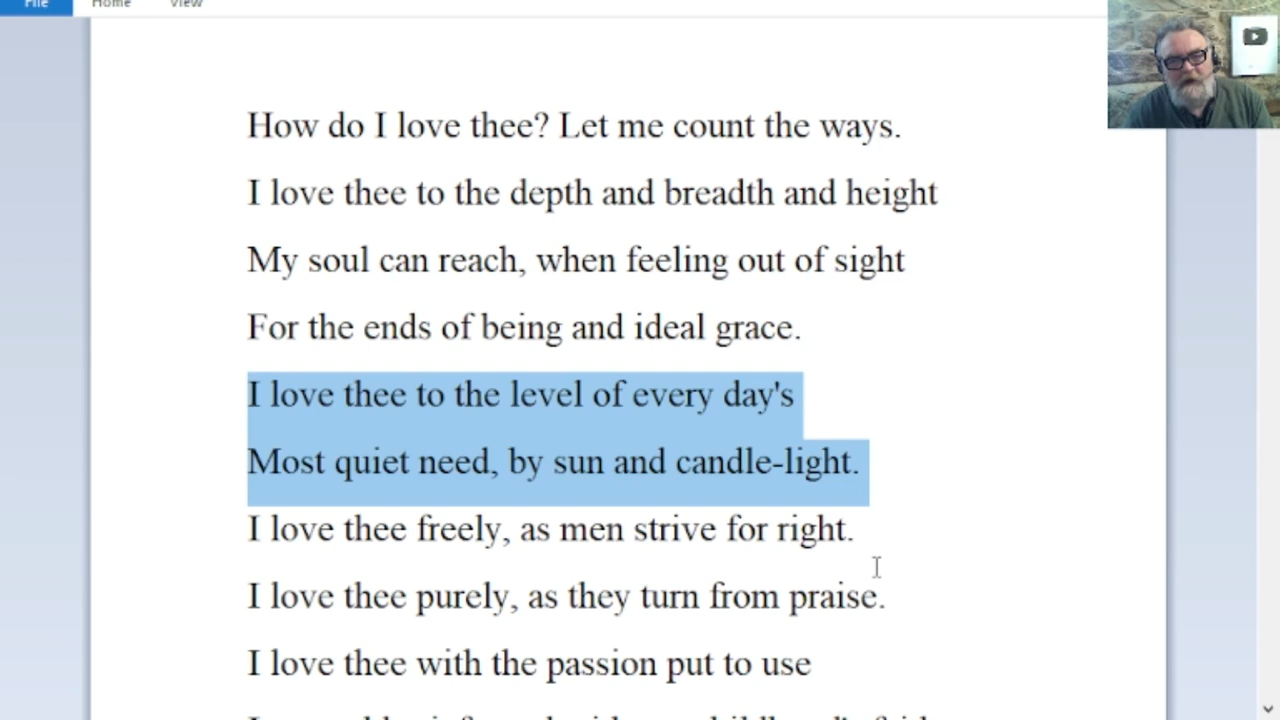 File Home View
How do I love thee? Let me count the ways.
I love thee to the depth and breadth and height
My soul can reach, when feeling out of sight
For the ends of being and ideal grace.
I love thee to the level of every day's
Most quiet need, by sun and candle-light.
I love thee freely, as men strive for right.
I love thee purely, as they turn from praise.
I love thee with the passion put to use